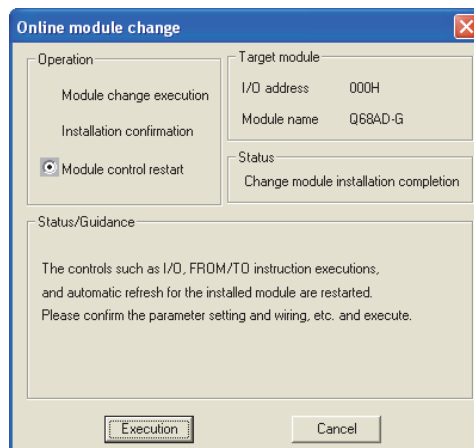 Online module change
Operation
Module change execution
Installation confirmation
Module control restart
Target module
I/O address 000H
Module name Q68AD-G
Status
Change module installation completion
Status/Guidance
The controls such as I/O, FROM/TO instruction executions,
and automatic refresh for the installed module are restarted.
Please confirm the parameter setting and wiring, etc. and execute.
Execution
Cancel